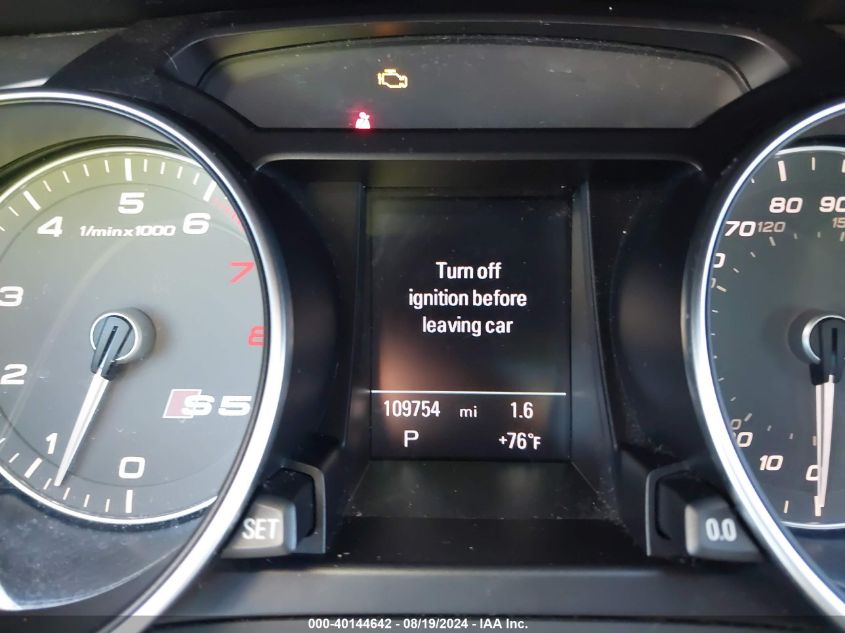 5
4
6
1/min x 1000
3
7
8
2
S5
1
0
Turn off
ignition before
leaving car
109754 mi 1.6
P +76°F
80
90
70
120
10
0
SET
0.0
000-40144642 - 08/19/2024 - IAA Inc.